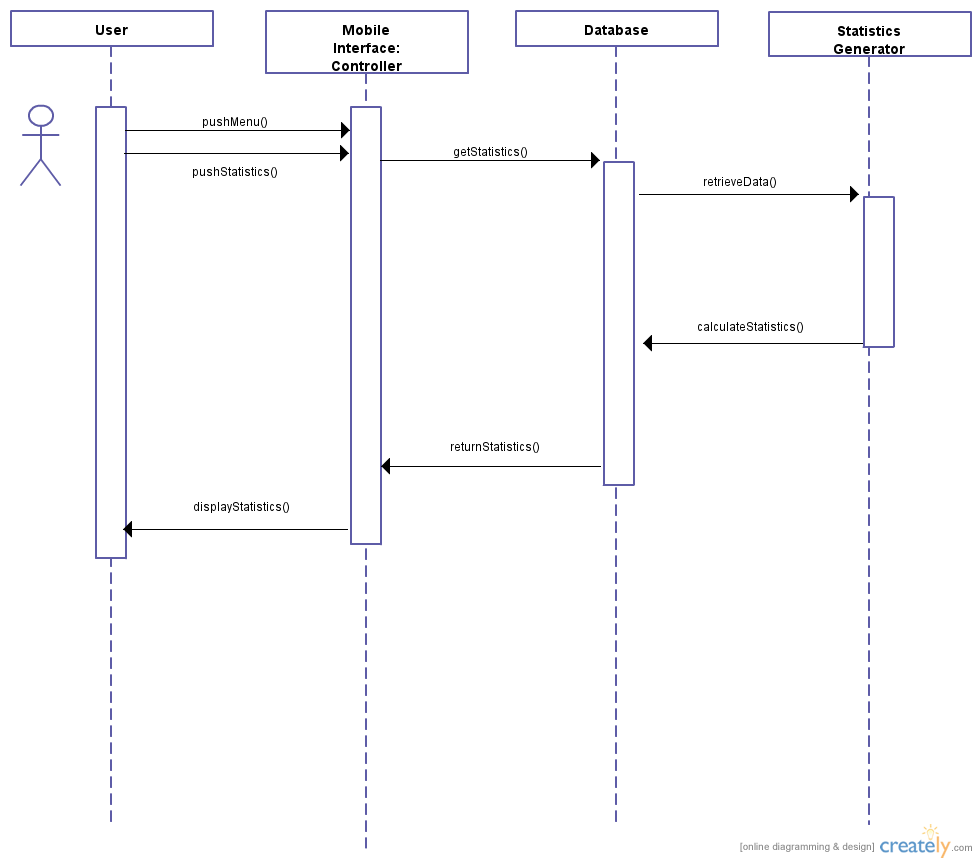 User
Mobile
Interface:
Controller
Database
Statistics
Generator
pushMenu()
pushStatistics()
getStatistics()
retrieveData()
calculateStatistics()
returnStatistics()
displayStatistics()
[online diagramming & design] creately.com